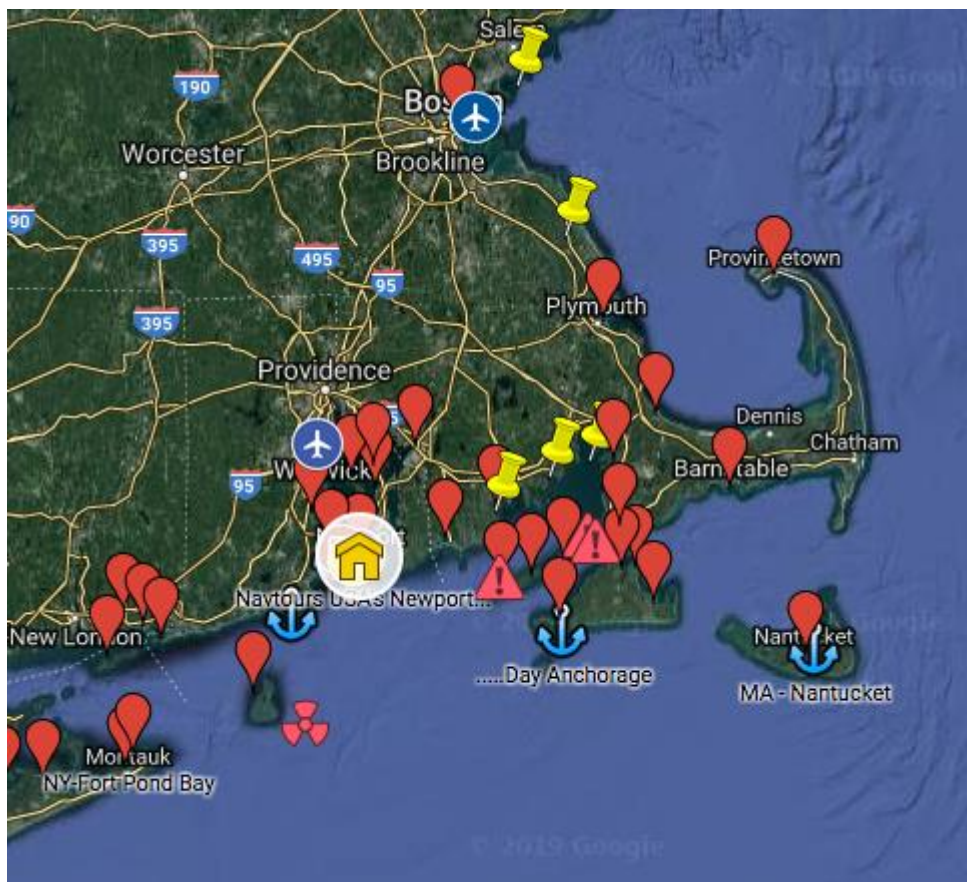 Salem
190
Boston
Worcester
Brookline
90
395
495
95
Provincetown
395
Plymouth
Providence
Dennis
Chatham
Warwick
Barnstable
95
Navtours USA's Newport...
New London
Nantucket
.....Day Anchorage
MA - Nantucket
Montauk
NY-Fort Pond Bay
© 2019 Google